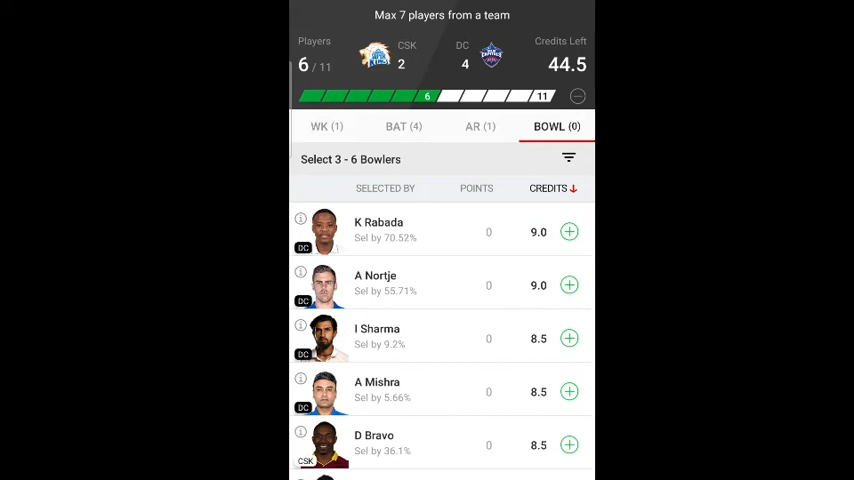 Max 7 players from a team
Players CSK DC Credits Left
6 / 11 2 4 44.5
6 11
WK (1) BAT (4) AR (1) BOWL (0)
Select 3 - 6 Bowlers
SELECTED BY POINTS CREDITS
K Rabada
Sel by 70.52% 0 9.0
DC
A Nortje
Sel by 55.71% 0 9.0
DC
I Sharma
Sel by 9.2% 0 8.5
DC
A Mishra
Sel by 5.66% 0 8.5
DC
D Bravo
Sel by 36.1% 0 8.5
CSK